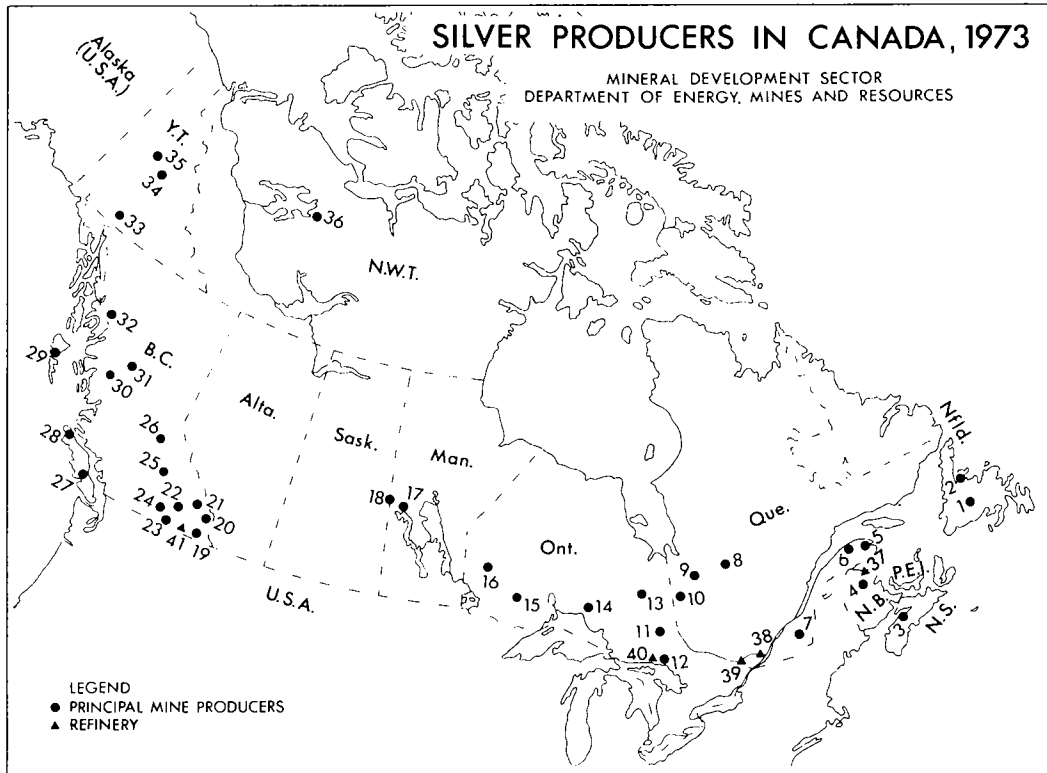 SILVER PRODUCERS IN CANADA, 1973
MINERAL DEVELOPMENT SECTOR
DEPARTMENT OF ENERGY, MINES AND RESOURCES
Alaska
(U.S.A.)
Y.T.
35
34
33
36
N.W.T.
32
29
B.C.
31
30
Alta.
Sask.
Man.
Nfld.
28
26
27
25
22
21
24
20
23
41
19
18
17
2
1
Que.
Ont.
5
6
37
P.E.I.
4
N.B.
3
N.S.
16
15
14
13
9
8
10
11
7
40
12
38
39
U.S.A.
LEGEND
● PRINCIPAL MINE PRODUCERS
▲ REFINERY